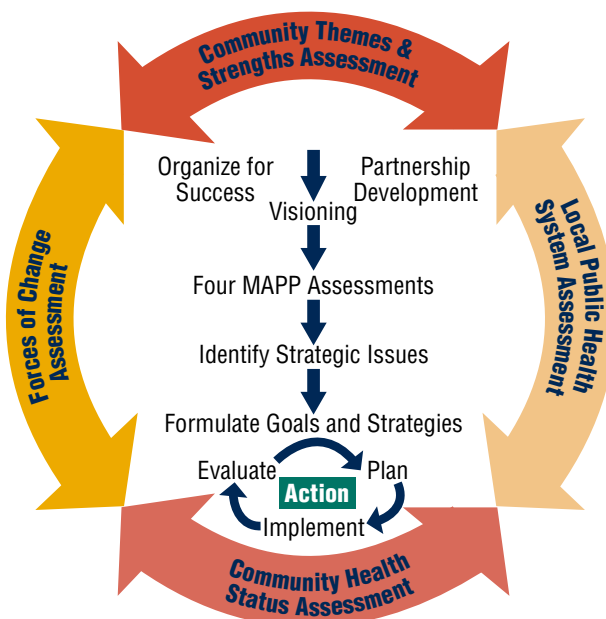 Community Themes &
Strengths Assessment
Organize for
Success
Partnership
Development
Visioning
Four MAPP Assessments
Identify Strategic Issues
Formulate Goals and Strategies
Evaluate
Plan
Action
Implement
Forces of Change
Assessment
Local Public Health
System Assessment
Community Health
Status Assessment